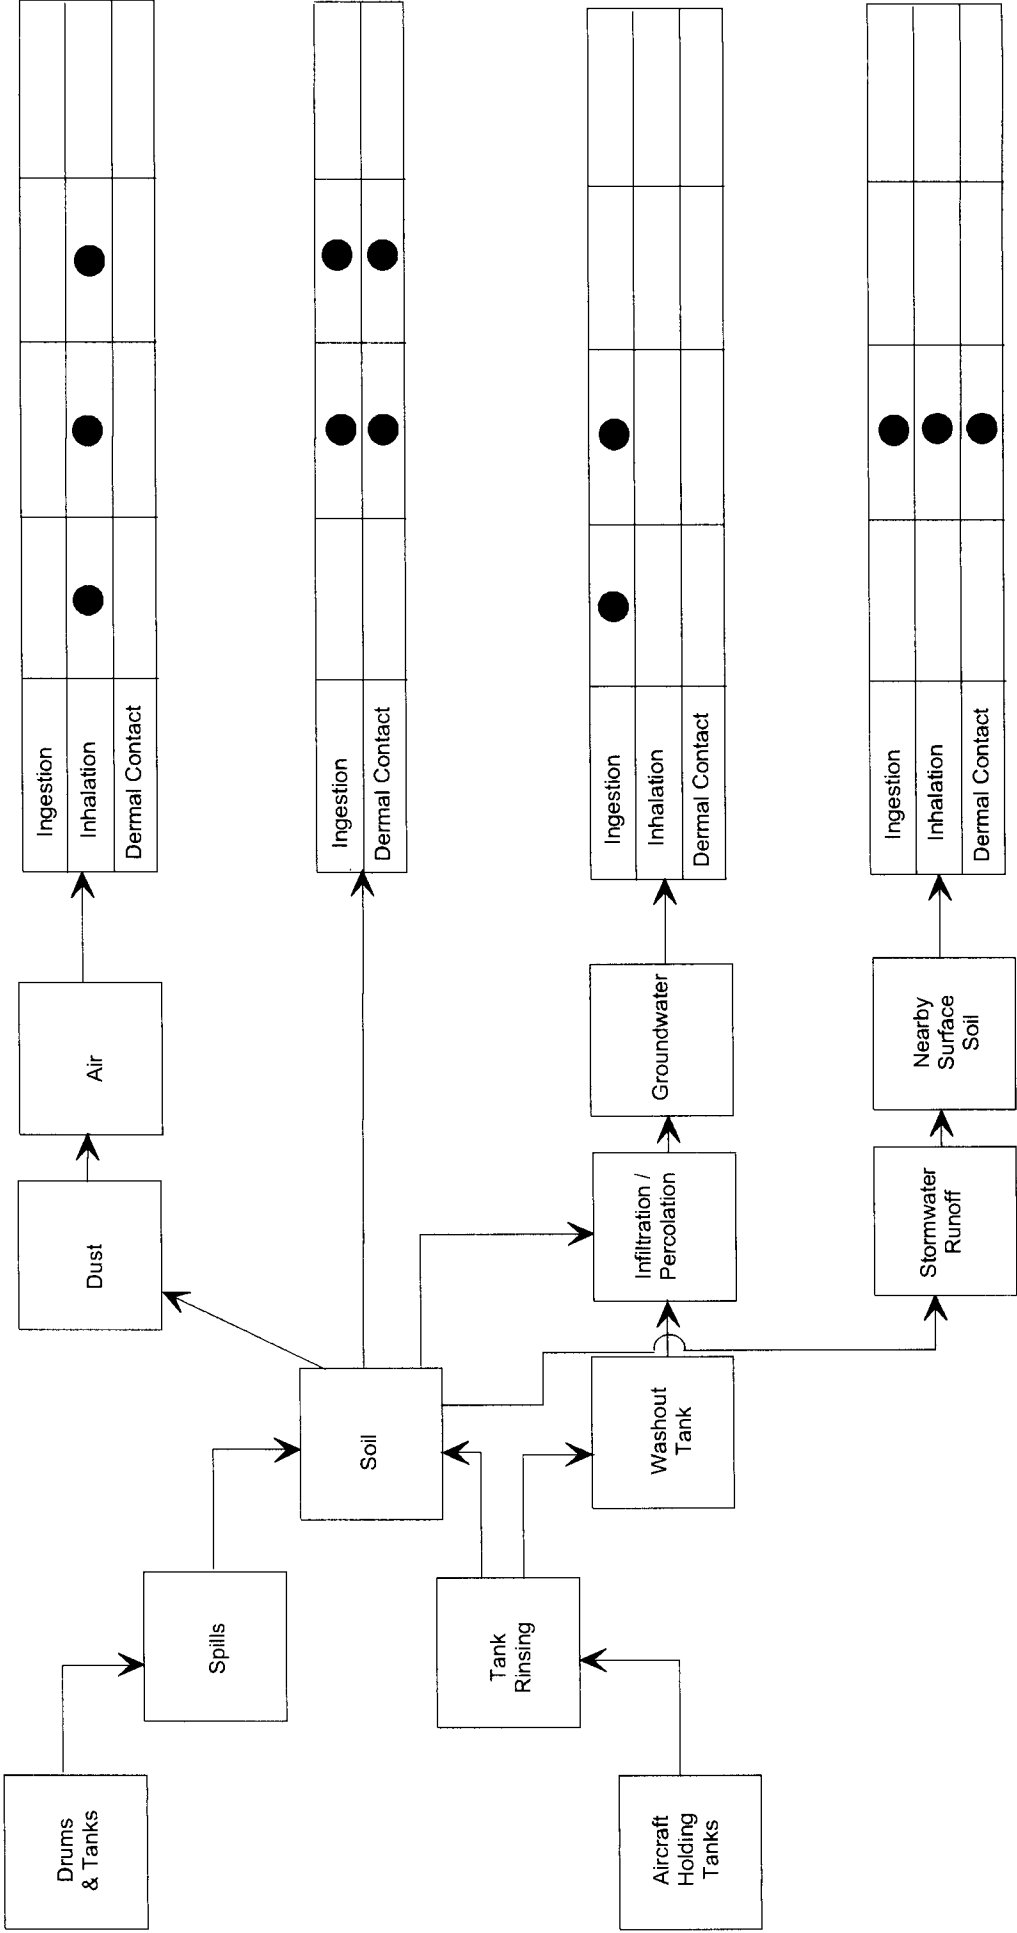 Drums
& Tanks
Aircraft
Holding
Tanks
Spills
Tank
Rinsing
Soil
Washout
Tank
Dust
Infiltration /
Percolation
Stormwater
Runoff
Air
Groundwater
Nearby
Surface
Soil
Ingestion
Inhalation
Dermal Contact
Ingestion
Dermal Contact
Ingestion
Inhalation
Dermal Contact
Ingestion
Inhalation
Dermal Contact